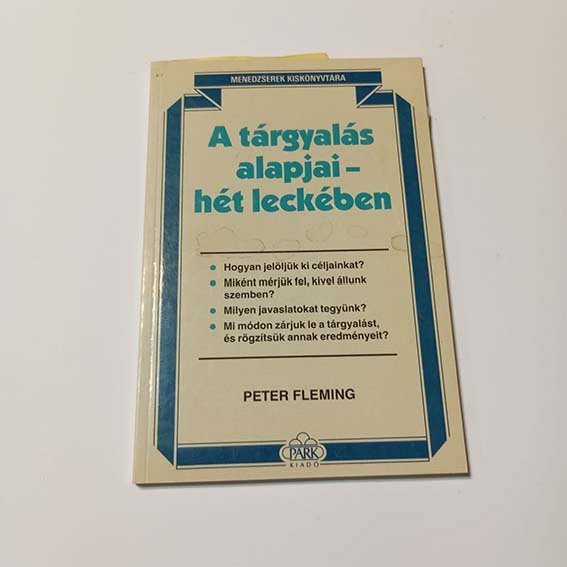 MENEDZSEREK KISKÖNYVTÁRA
A tárgyalás
alapjai –
hét leckében
• Hogyan jelöljük ki céljainkat?
• Miként mérjük fel, kivel állunk
szemben?
• Milyen javaslatokat tegyünk?
• Mi módon zárjuk le a tárgyalást,
és rögzítsük annak eredményeit?
PETER FLEMING
PARK
KIADÓ